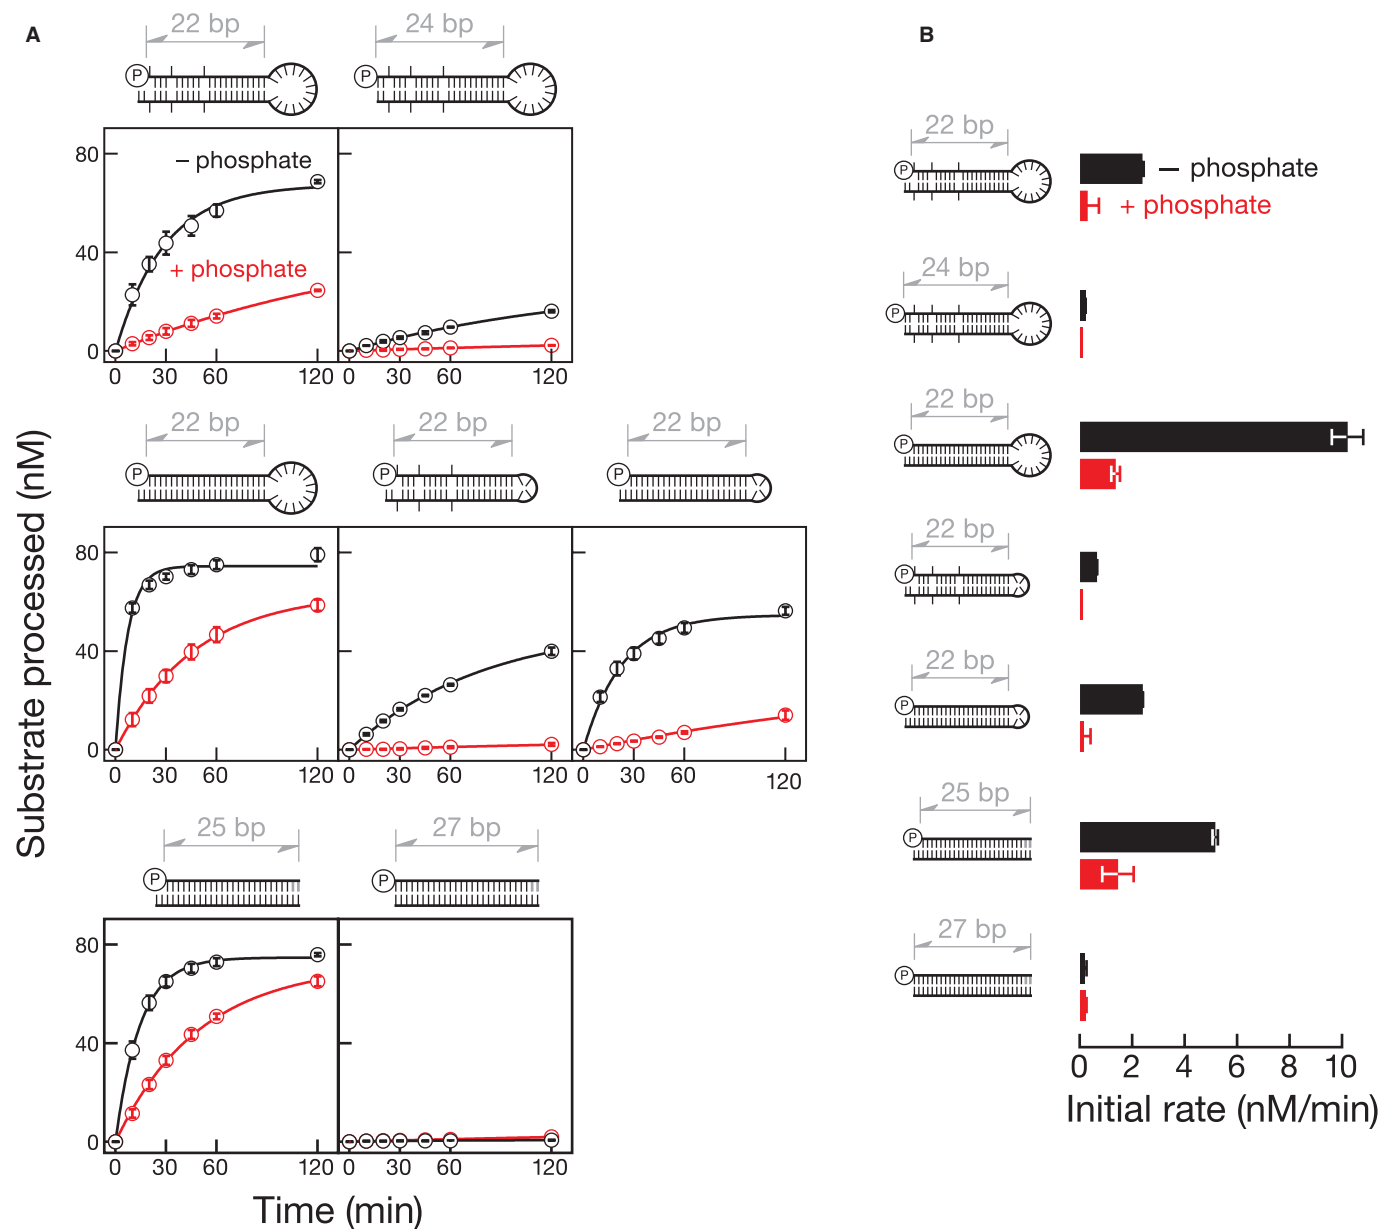 A
22 bp
24 bp
P
P
80
40
0
– phosphate
+ phosphate
0 30 60 120
0 30 60 120
22 bp
22 bp
22 bp
P
P
P
80
40
0
0 30 60 120
0 30 60 120
0 30 60 120
25 bp
27 bp
P
P
80
40
0
0 30 60 120
0 30 60 120
Substrate processed (nM)
Time (min)
B
22 bp
P
– phosphate
+ phosphate
24 bp
P
22 bp
P
22 bp
P
22 bp
P
25 bp
P
27 bp
P
0 2 4 6 8 10
Initial rate (nM/min)